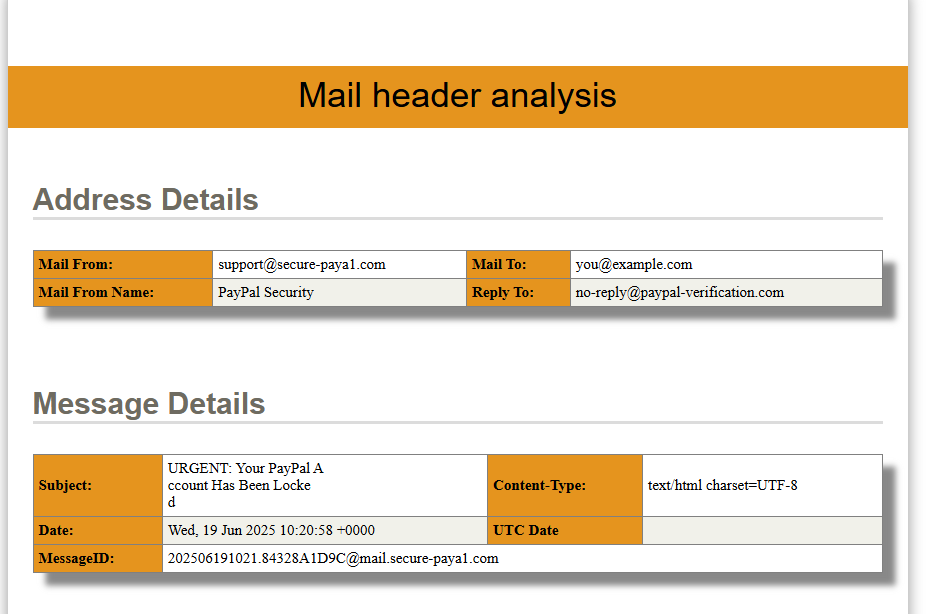 Mail header analysis
Address Details
Mail From: support@secure-paya1.com Mail To: you@example.com
Mail From Name: PayPal Security Reply To: no-reply@paypal-verification.com
Message Details
Subject: URGENT: Your PayPal A
ccount Has Been Locke
d Content-Type: text/html charset=UTF-8
Date: Wed, 19 Jun 2025 10:20:58 +0000 UTC Date
MessageID: 202506191021.84328A1D9C@mail.secure-paya1.com